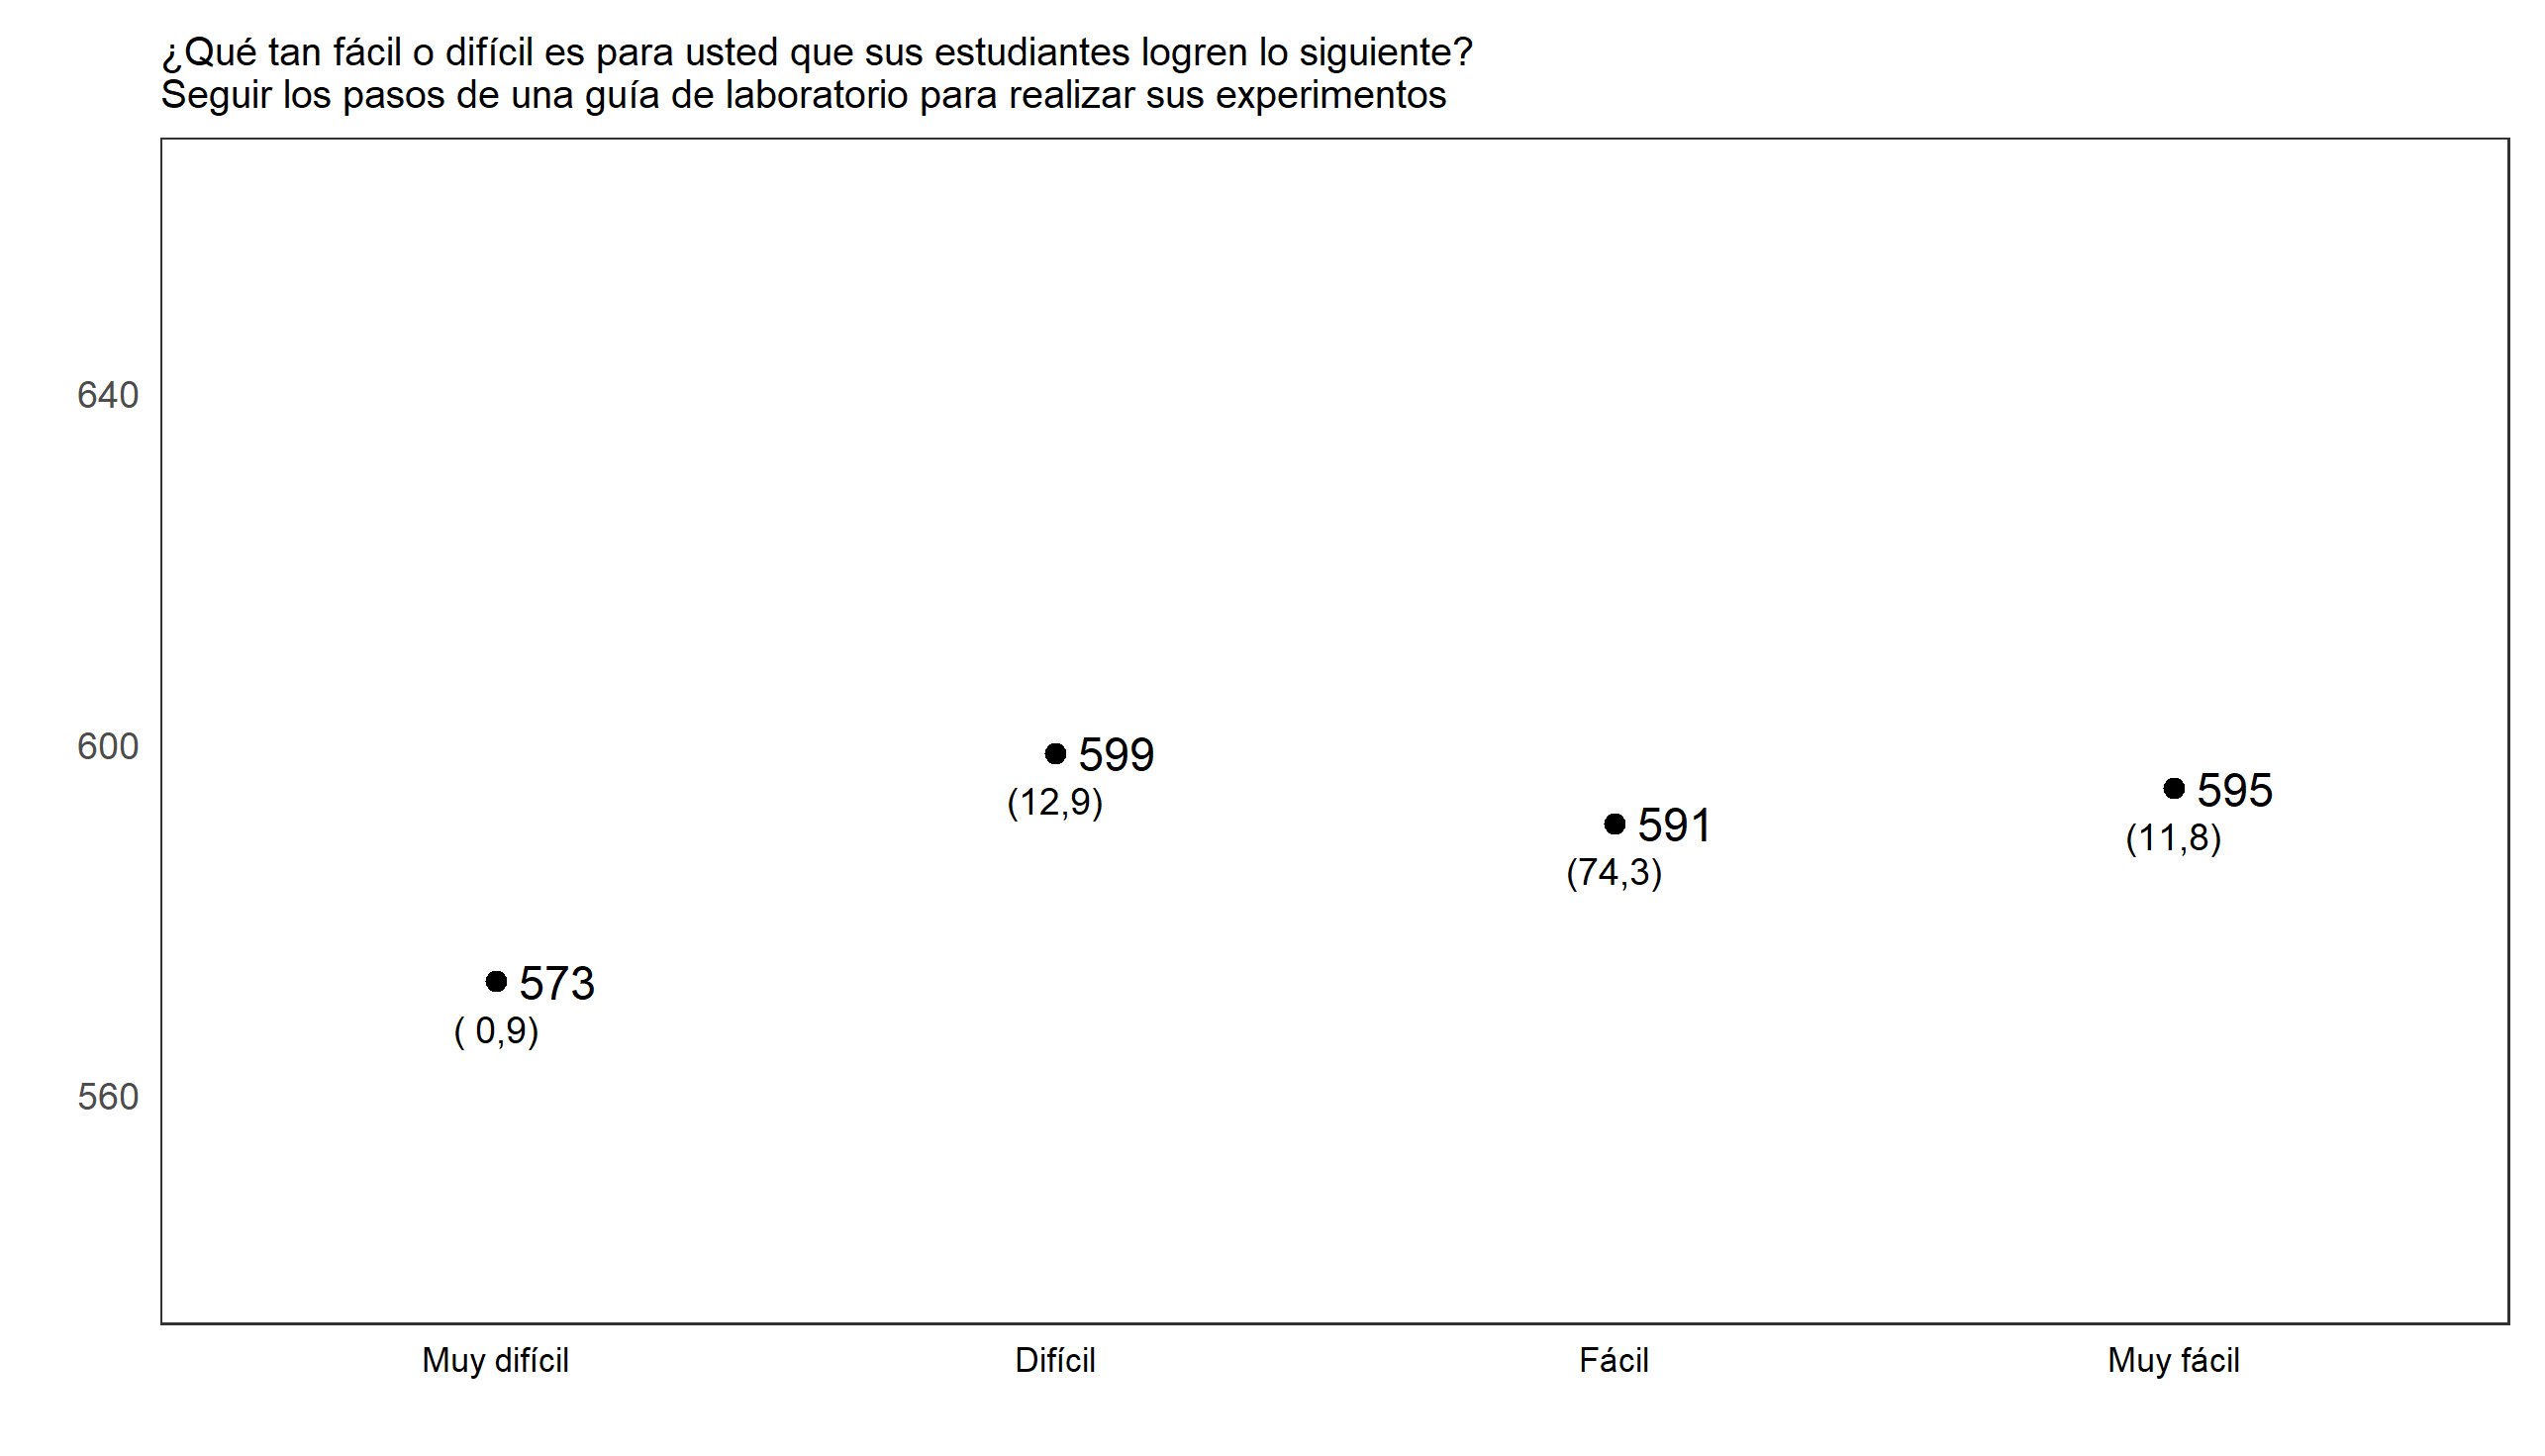 ¿Qué tan fácil o difícil es para usted que sus estudiantes logren lo siguiente?
Seguir los pasos de una guía de laboratorio para realizar sus experimentos
640
600
599
(12,9)
595
(11,8)
591
(74,3)
573
( 0,9)
560
Muy difícil
Difícil
Fácil
Muy fácil